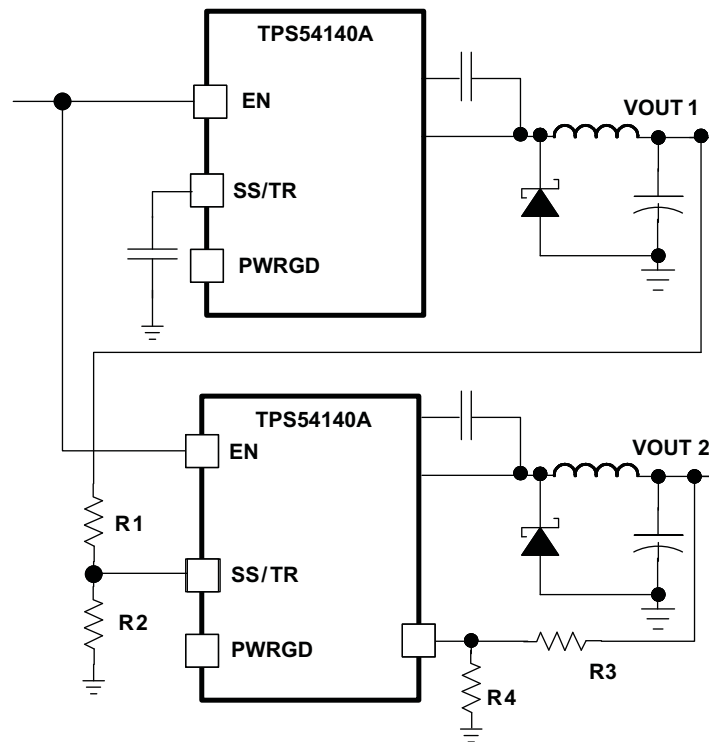 TPS54140A
EN
VOUT 1
SS/TR
PWRGD
TPS54140A
VOUT 2
EN
R1
SS/TR
R2
PWRGD
R3
R4